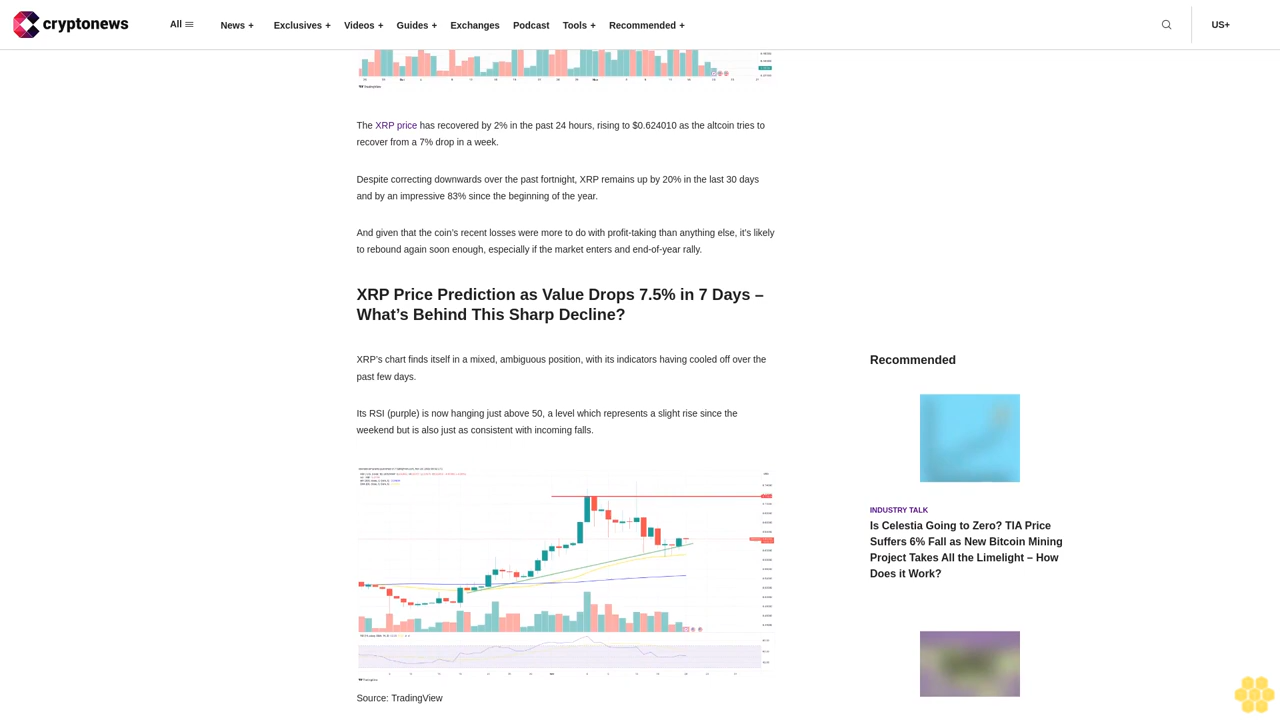 cryptonews
All
News +
Exclusives +
Videos +
Guides +
Exchanges
Podcast
Tools +
Recommended +
US+
TradingView
The XRP price has recovered by 2% in the past 24 hours, rising to $0.624010 as the altcoin tries to
recover from a 7% drop in a week.
Despite correcting downwards over the past fortnight, XRP remains up by 20% in the last 30 days
and by an impressive 83% since the beginning of the year.
And given that the coin’s recent losses were more to do with profit-taking than anything else, it’s likely
to rebound again soon enough, especially if the market enters and end-of-year rally.
XRP Price Prediction as Value Drops 7.5% in 7 Days –
What’s Behind This Sharp Decline?
XRP’s chart finds itself in a mixed, ambiguous position, with its indicators having cooled off over the
past few days.
Its RSI (purple) is now hanging just above 50, a level which represents a slight rise since the
weekend but is also just as consistent with incoming falls.
TradingView
Source: TradingView
Recommended
INDUSTRY TALK
Is Celestia Going to Zero? TIA Price
Suffers 6% Fall as New Bitcoin Mining
Project Takes All the Limelight – How
Does it Work?